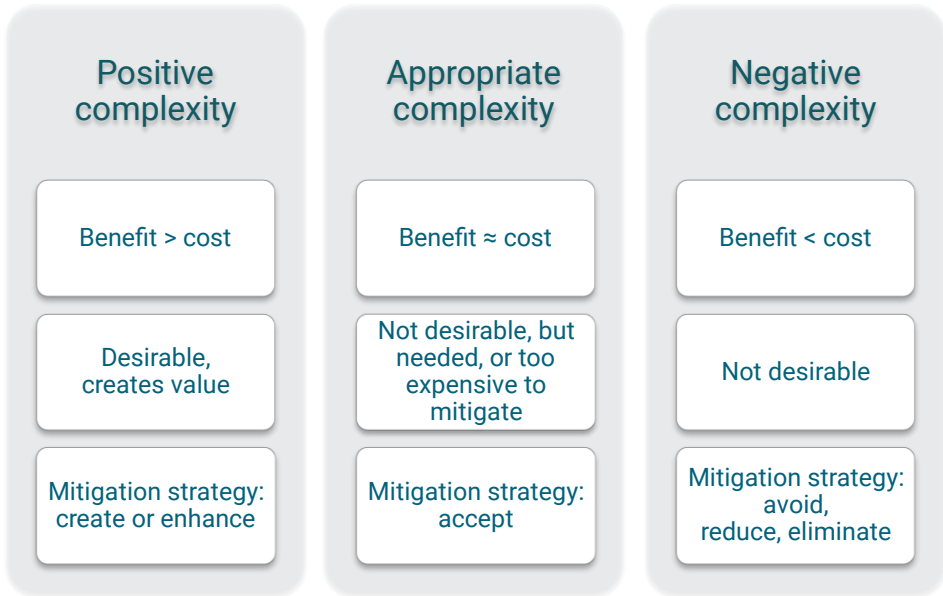 Positive
complexity
Benefit > cost
Desirable,
creates value
Mitigation strategy:
create or enhance
Appropriate
complexity
Benefit ≈ cost
Not desirable, but
needed, or too
expensive to
mitigate
Mitigation strategy:
accept
Negative
complexity
Benefit < cost
Not desirable
Mitigation strategy:
avoid,
reduce, eliminate